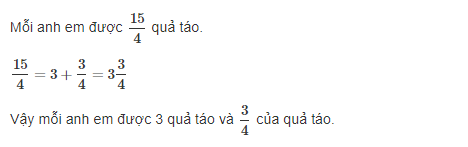 Mỗi anh em được 15/4 quả táo.
15/4 = 3 + 3/4 = 3 3/4
Vậy mỗi anh em được 3 quả táo và 3/4 của quả táo.